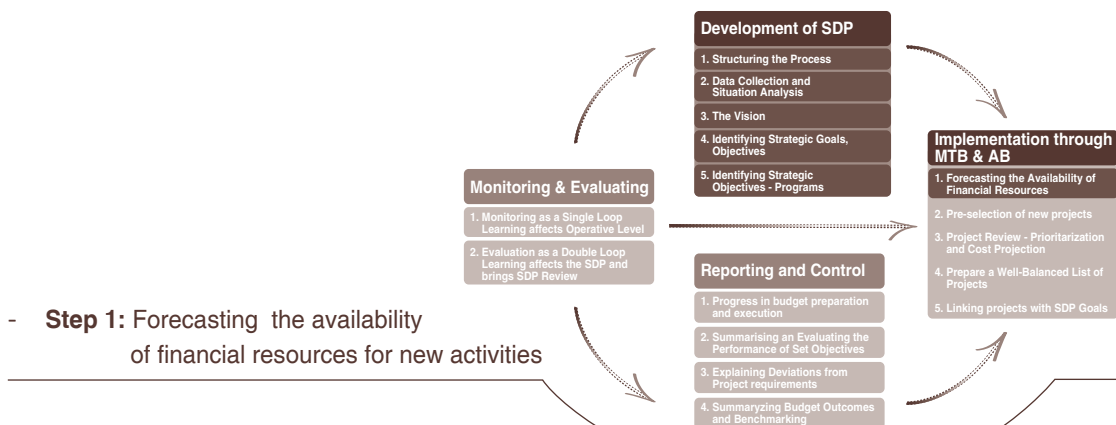 Development of SDP
1. Structuring the Process
2. Data Collection and
Situation Analysis
3. The Vision
4. Identifying Strategic Goals,
Objectives
5. Identifying Strategic
Objectives - Programs
Implementation through
MTB & AB
1. Forecasting the Availability of
Financial Resources
2. Pre-selection of new projects
3. Project Review - Prioritarization
and Cost Projection
4. Prepare a Well-Balanced List of
Projects
5. Linking projects with SDP Goals
Monitoring & Evaluating
1. Monitoring as a Single Loop
Learning affects Operative Level
2. Evaluation as a Double Loop
Learning affects the SDP and
brings SDP Review
Reporting and Control
1. Progress in budget preparation
and execution
2. Summarising an Evaluating the
Performance of Set Objectives
3. Explaining Deviations from
Project requirements
4. Summaryzing Budget Outcomes
and Benchmarking
- Step 1: Forecasting the availability
of financial resources for new activities